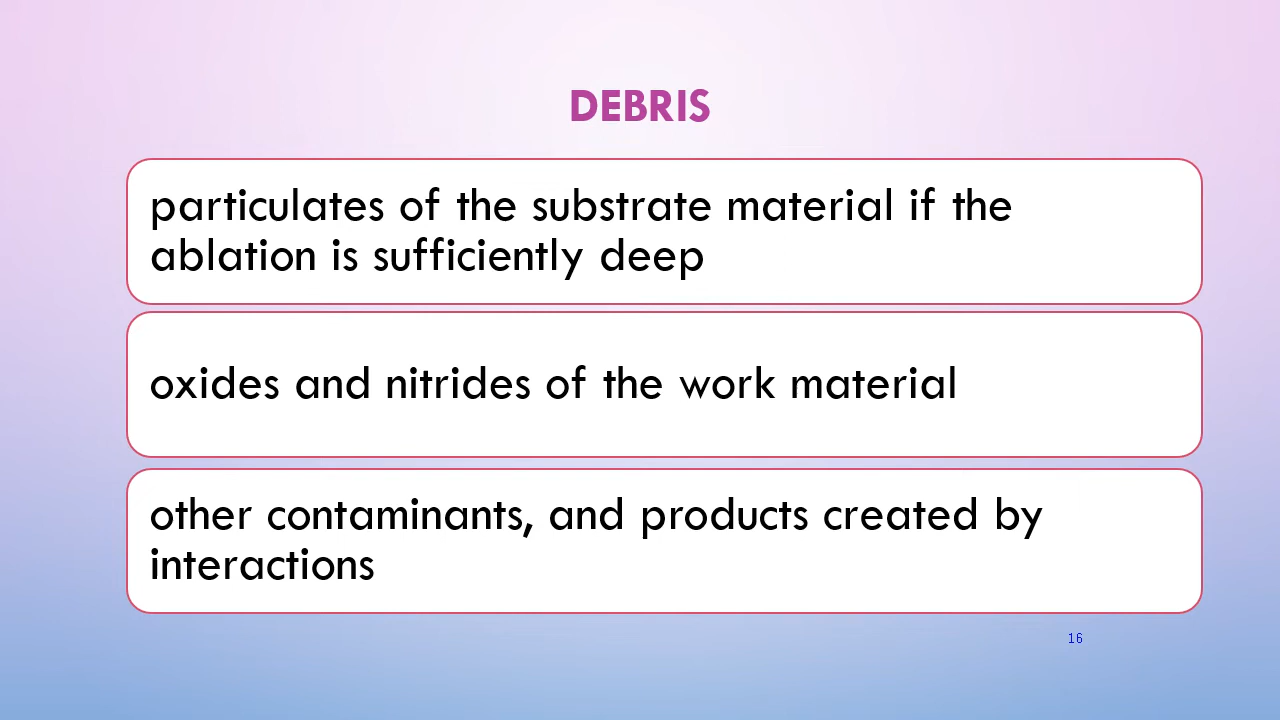 DEBRIS
particulates of the substrate material if the
ablation is sufficiently deep
oxides and nitrides of the work material
other contaminants, and products created by
interactions
16